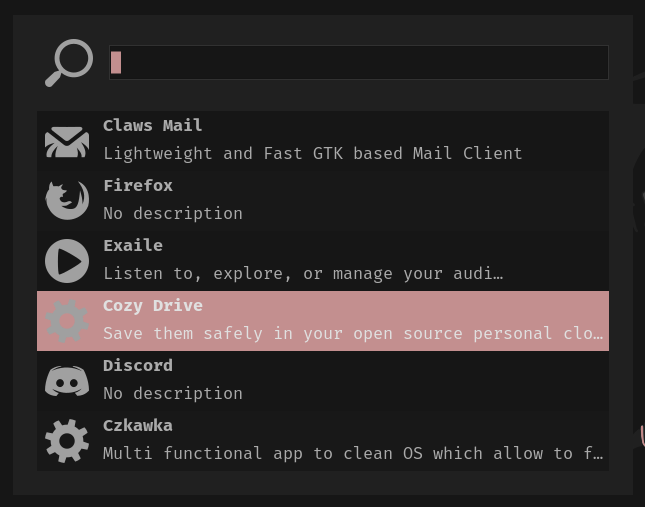 Claws Mail
Lightweight and Fast GTK based Mail Client
Firefox
No description
Exaile
Listen to, explore, or manage your audi…
Cozy Drive
Save them safely in your open source personal clo…
Discord
No description
Czkawka
Multi functional app to clean OS which allow to f…